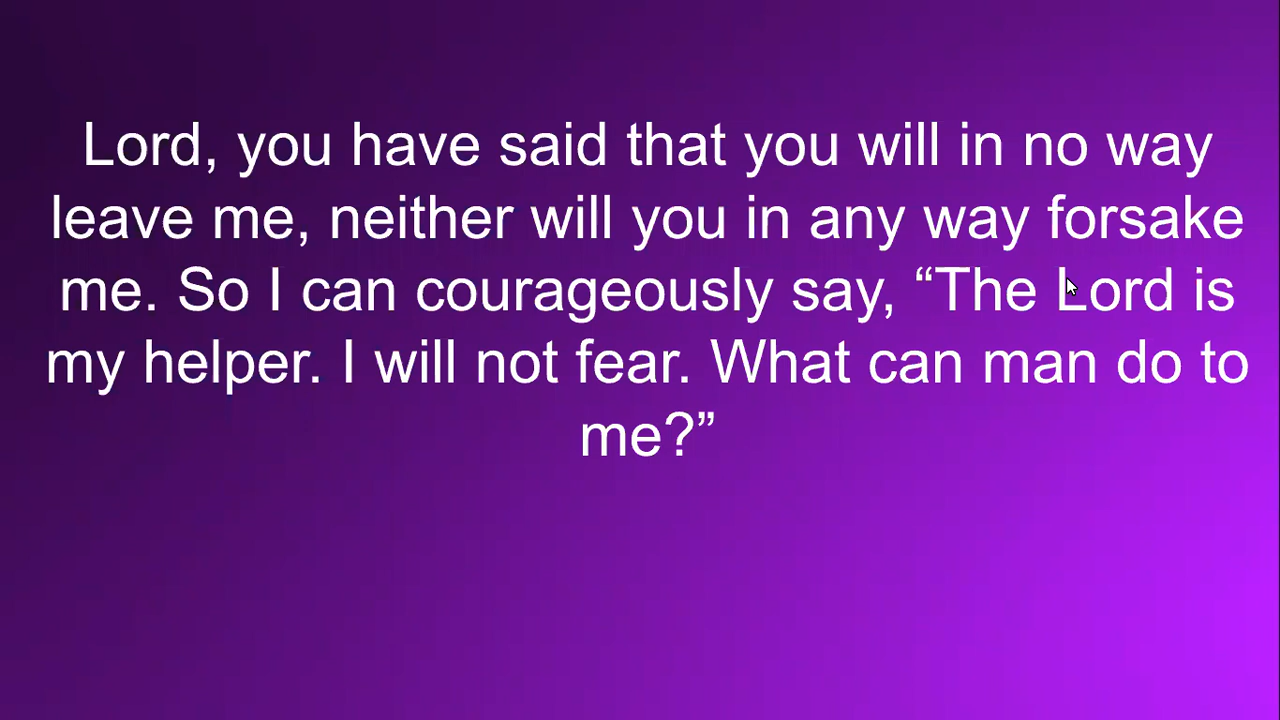 Lord, you have said that you will in no way
leave me, neither will you in any way forsake
me. So I can courageously say, “The Lord is
my helper. I will not fear. What can man do to
me?”